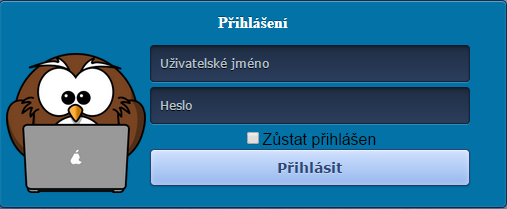 Přihlášení
Uživatelské jméno
Heslo
Zůstat přihlášen
Přihlásit